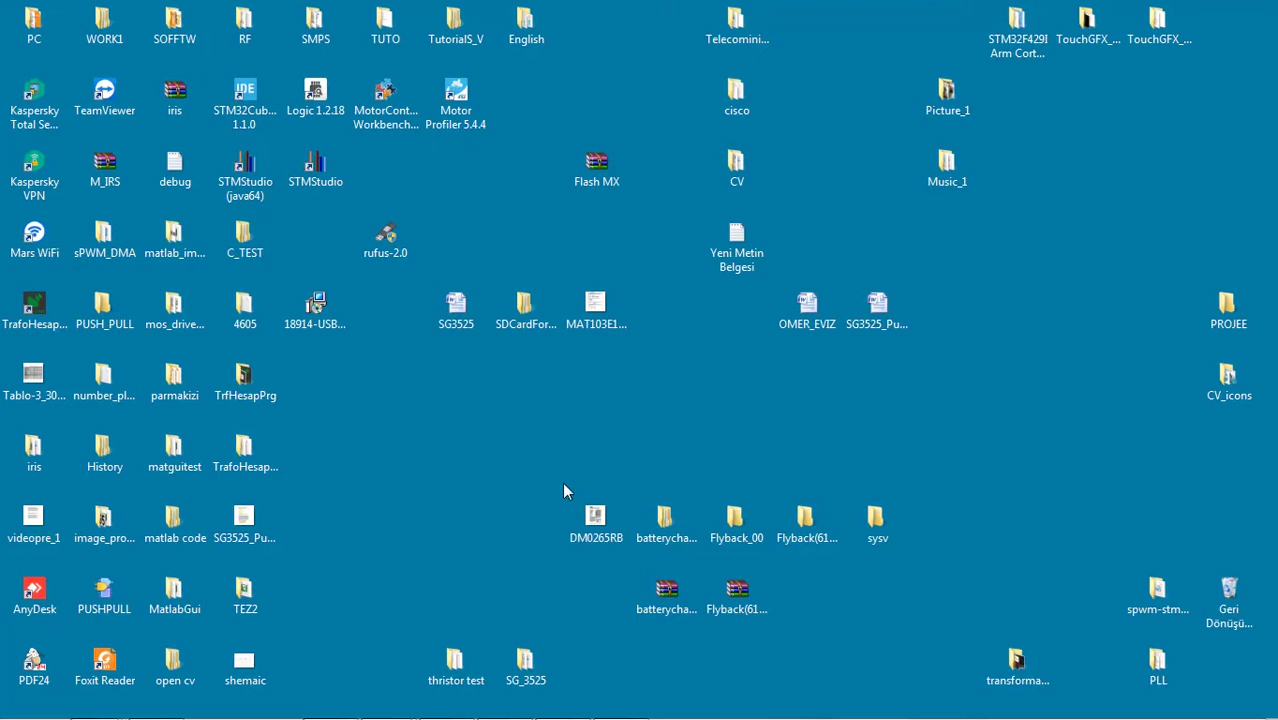 PC
WORK1
SOFFTW
RF
SMPS
TUTO
TutorialS_V
English
Telecomini...
STM32F429I
Arm Cort...
TouchGFX_...
TouchGFX_...
Kaspersky
Total Se...
TeamViewer
iris
IDE
STM32Cub...
1.1.0
Logic 1.2.18
MotorCont...
Workbench...
Motor
Profiler 5.4.4
cisco
Picture_1
Kaspersky
VPN
M_IRS
debug
STMStudio
(java64)
STMStudio
Flash MX
CV
Music_1
Mars WiFi
sPWM_DMA
matlab_im...
C_TEST
rufus-2.0
Yeni Metin
Belgesi
TrafoHesap...
PUSH_PULL
mos_drive...
4605
18914-USB...
SG3525
SDCardFor...
MAT103E1...
OMER_EVIZ
SG3525_Pu...
PROJEE
Tablo-3_30...
number_pl...
parmakizi
TrfHesapPrg
CV_icons
iris
History
matguitest
TrafoHesap...
videopre_1
image_pro...
matlab code
SG3525_Pu...
DM0265RB
batterycha...
Flyback_00
Flyback(61...
sysv
AnyDesk
PUSHPULL
MatlabGui
TEZ2
batterycha...
Flyback(61...
spwm-stm...
Geri
Dönüşü...
PDF24
Foxit Reader
open cv
shemaic
thristor test
SG_3525
transforma...
PLL